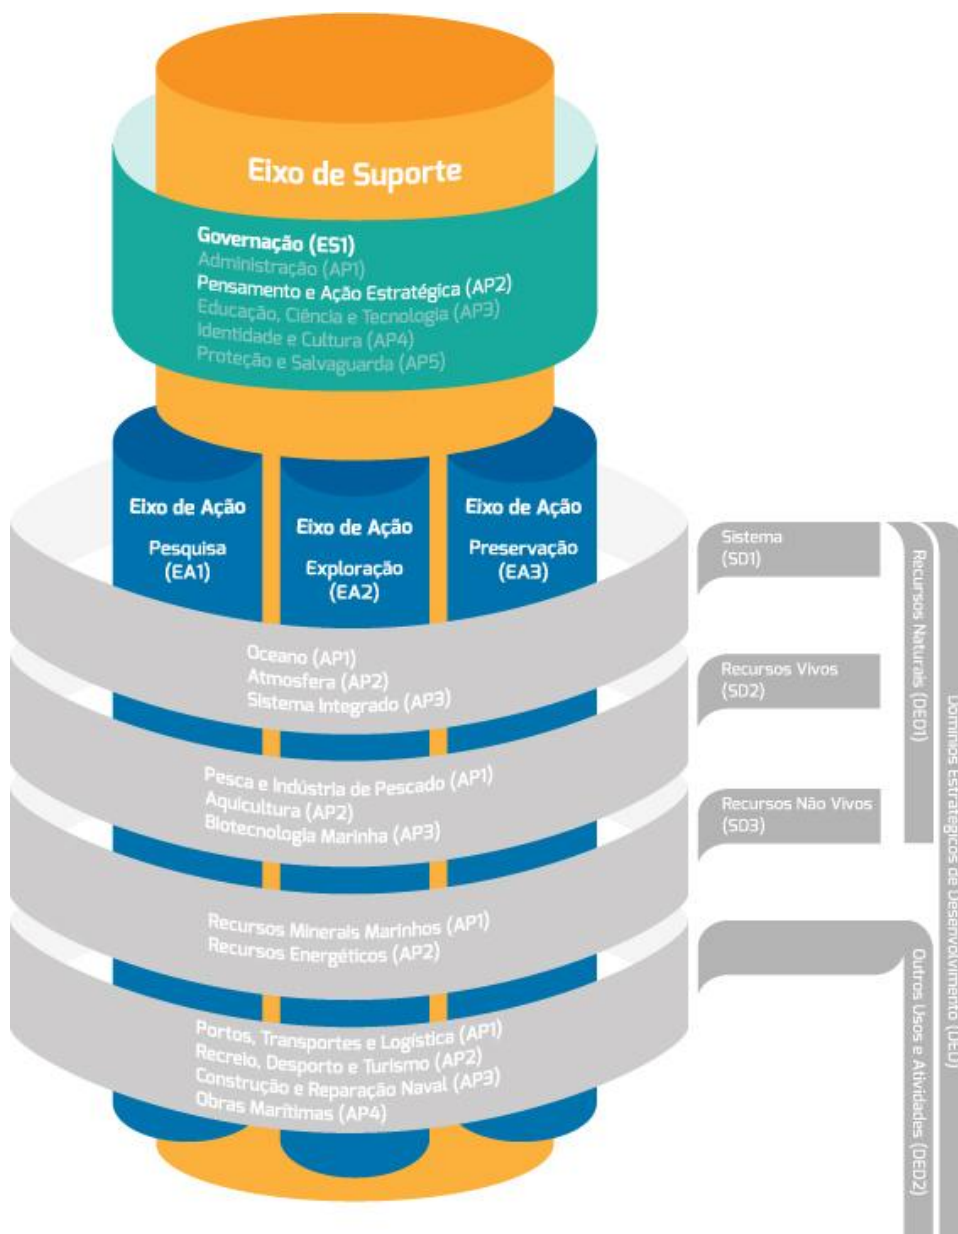 Eixo de Suporte
Governação (ES1)
Administração (AP1)
Pensamento e Ação Estratégica (AP2)
Educação, Ciência e Tecnologia (AP3)
Identidade e Cultura (AP4)
Proteção e Salvaguarda (AP5)
Eixo de Ação
Pesquisa
(EA1)
Eixo de Ação
Exploração
(EA2)
Eixo de Ação
Preservação
(EA3)
Oceano (AP1)
Atmosfera (AP2)
Sistema Integrado (AP3)
Pesca e Indústria de Pescado (AP1)
Aquicultura (AP2)
Biotecnologia Marinha (AP3)
Recursos Minerais Marinhos (AP1)
Recursos Energéticos (AP2)
Portos, Transportes e Logística (AP1)
Recreio, Desporto e Turismo (AP2)
Construção e Reparação Naval (AP3)
Obras Marítimas (AP4)
Sistema
(SD1)
Recursos Vivos
(SD2)
Recursos Não Vivos
(SD3)
Recursos Naturais (DED1)
Outros Usos e Atividades (DED2)
Domínios Estratégicos de Desenvolvimento (DED)